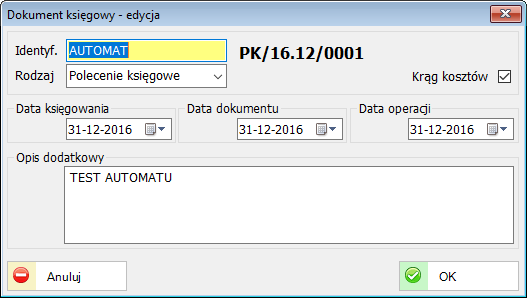 Dokument księgowy - edycja
Identyf. AUTOMAT PK/16.12/0001
Rodzaj Polecenie księgowe Krąg kosztów
Data księgowania Data dokumentu Data operacji
31-12-2016 31-12-2016 31-12-2016
Opis dodatkowy
TEST AUTOMATU
Anuluj OK